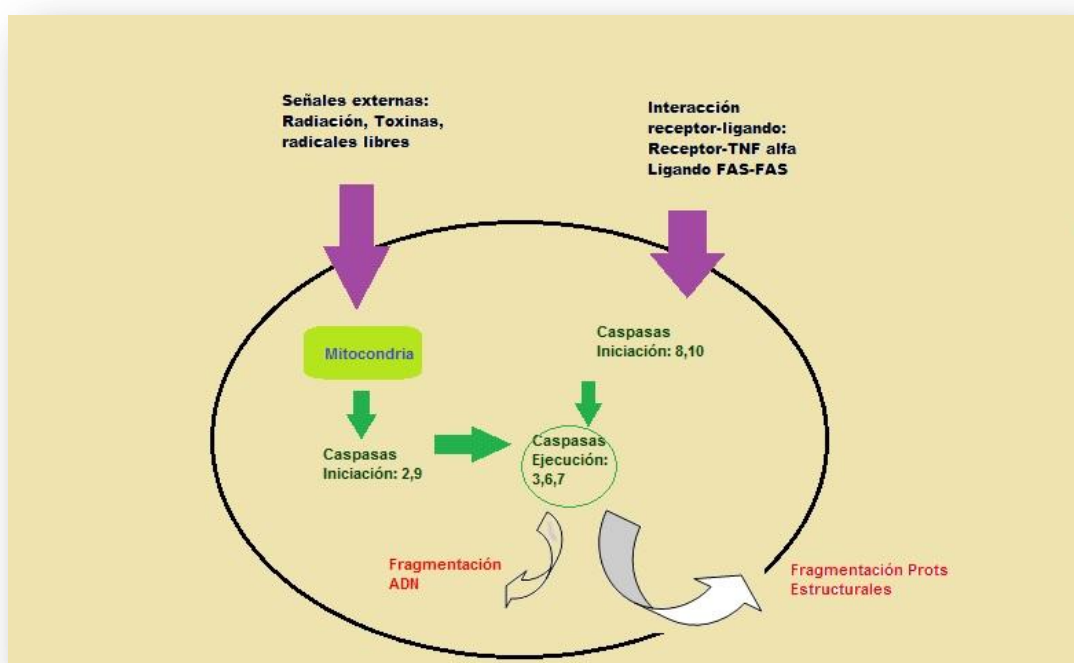 Señales externas:
Radiación, Toxinas,
radicales libres
Interacción
receptor-ligando:
Receptor-TNF alfa
Ligando FAS-FAS
Mitocondria
Caspasas
Iniciación: 8,10
Caspasas
Iniciación: 2,9
Caspasas
Ejecución:
3,6,7
Fragmentación
ADN
Fragmentación Prots
Estructurales